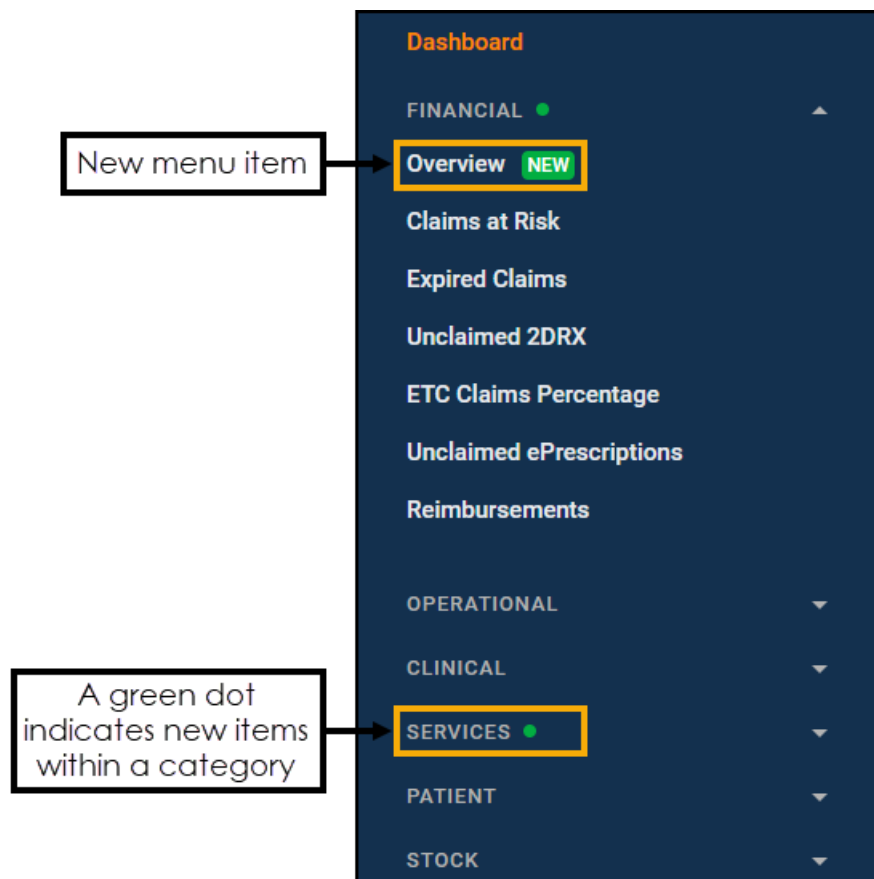 Dashboard
FINANCIAL
New menu item
Overview NEW
Claims at Risk
Expired Claims
Unclaimed 2DRX
ETC Claims Percentage
Unclaimed ePrescriptions
Reimbursements
OPERATIONAL
CLINICAL
A green dot
indicates new items
within a category
SERVICES
PATIENT
STOCK